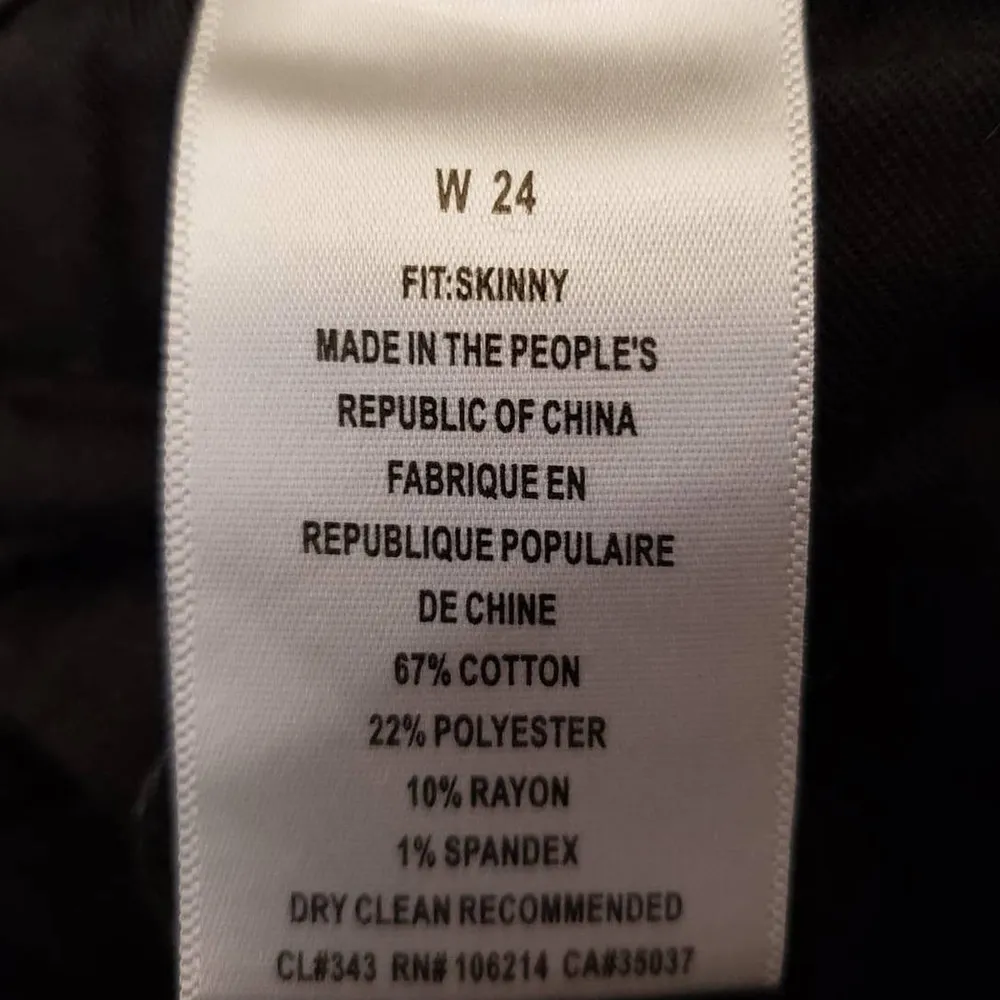 W 24
FIT:SKINNY
MADE IN THE PEOPLE'S
REPUBLIC OF CHINA
FABRIQUE EN
REPUBLIQUE POPULAIRE
DE CHINE
67% COTTON
22% POLYESTER
10% RAYON
1% SPANDEX
DRY CLEAN RECOMMENDED
CL#343 RN# 106214 CA#35037